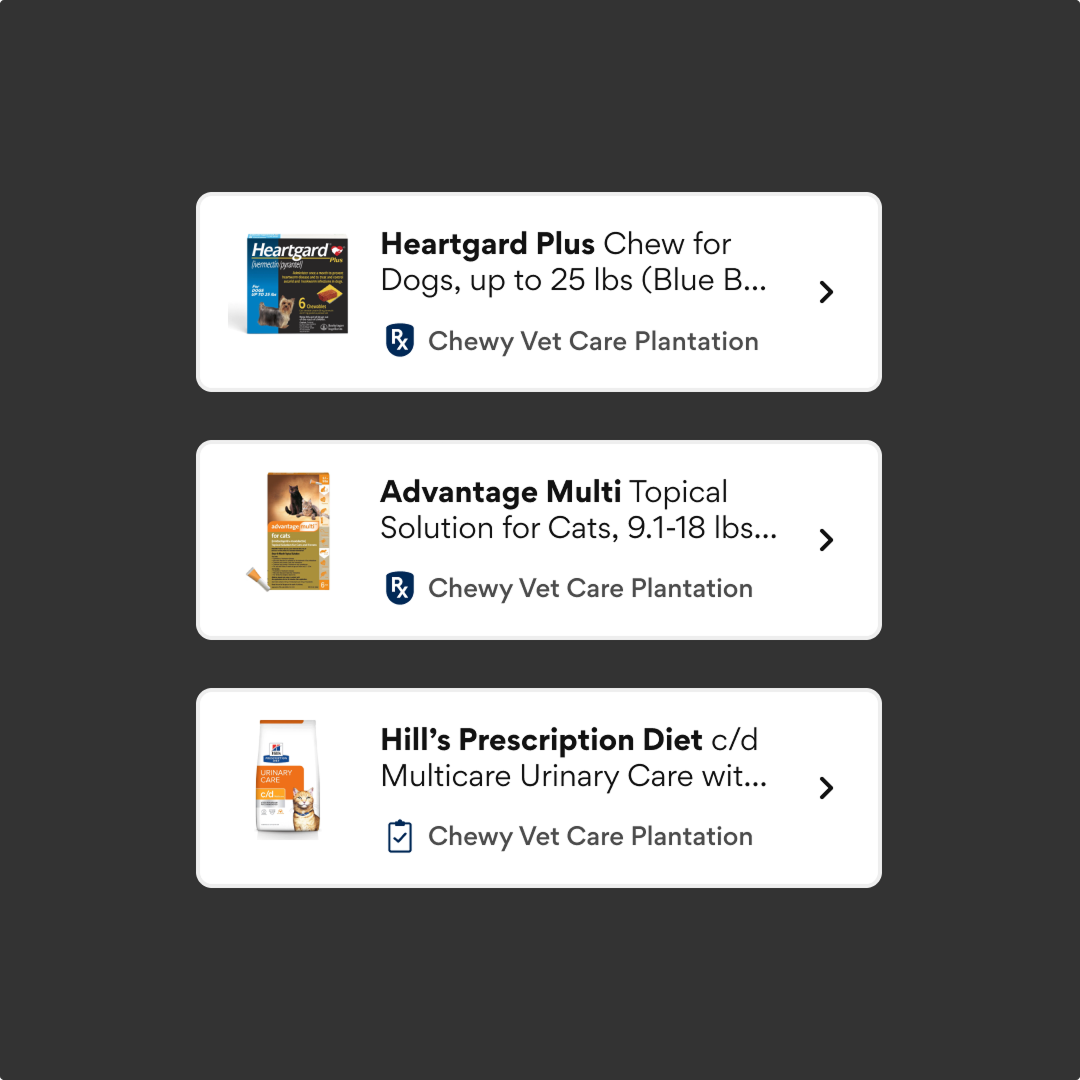 Heartgard Plus Chew for
Dogs, up to 25 lbs (Blue B...
Chewy Vet Care Plantation
Heartgard
Plus
(ivermectin/pyrantel)
For
DOGS
UP TO 25 lbs
6 Chewables
Rx
Advantage Multi Topical
Solution for Cats, 9.1-18 lbs...
Chewy Vet Care Plantation
advantage multi
for cats
Rx
Hill’s Prescription Diet c/d
Multicare Urinary Care wit...
Chewy Vet Care Plantation
Hill's
URINARY
CARE
c/d